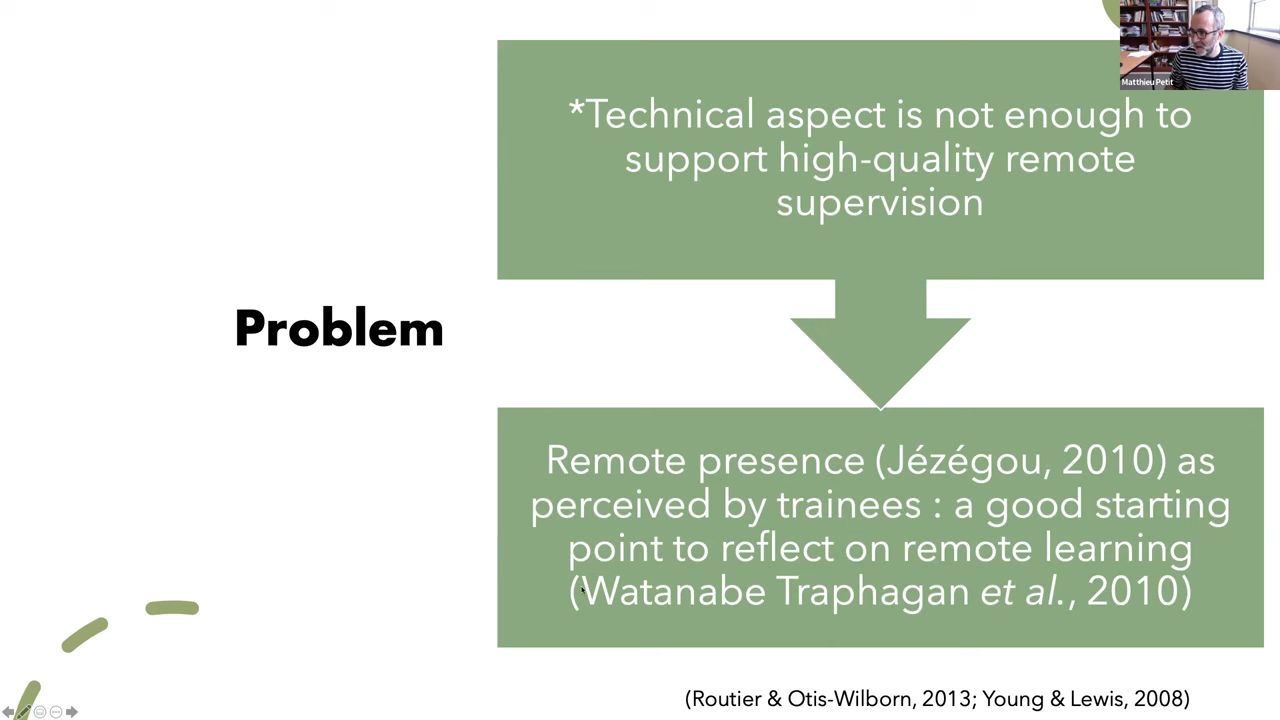 Matthieu Petit
*Technical aspect is not enough to
support high-quality remote
supervision
Problem
Remote presence (Jézégou, 2010) as
perceived by trainees : a good starting
point to reflect on remote learning
(Watanabe Traphagan et al., 2010)
(Routier & Otis-Wilborn, 2013; Young & Lewis, 2008)